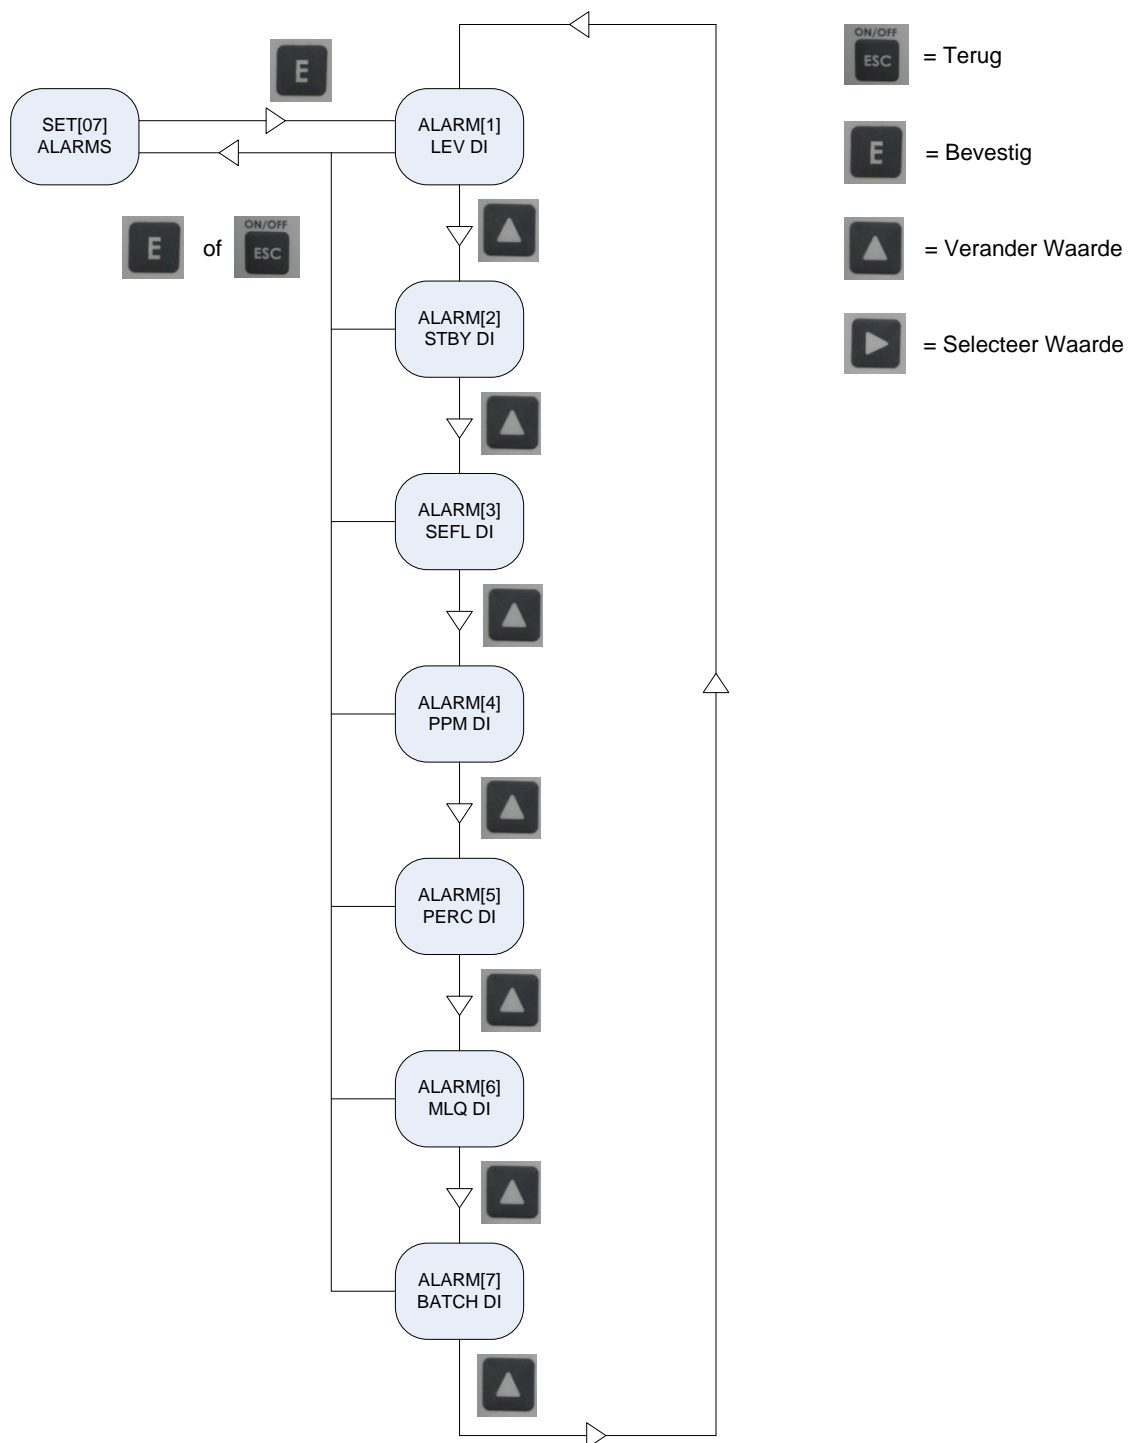 ON/OFF
ESC
= Terug
E
SET[07]
ALARMS
ALARM[1]
LEV DI
E
= Bevestig
E
of
ON/OFF
ESC
= Verander Waarde
ALARM[2]
STBY DI
= Selecteer Waarde
ALARM[3]
SEFL DI
ALARM[4]
PPM DI
ALARM[5]
PERC DI
ALARM[6]
MLQ DI
ALARM[7]
BATCH DI